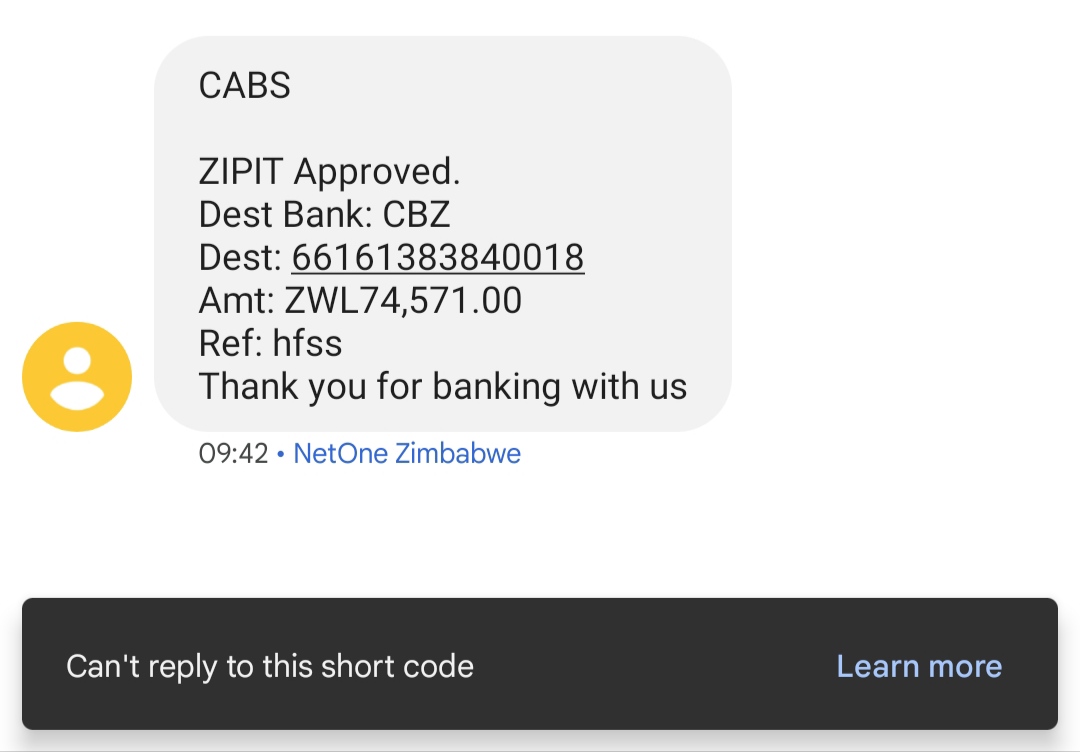 CABS
ZIPIT Approved.
Dest Bank: CBZ
Dest: 66161383840018
Amt: ZWL74,571.00
Ref: hfss
Thank you for banking with us
09:42 • NetOne Zimbabwe
Can't reply to this short code
Learn more